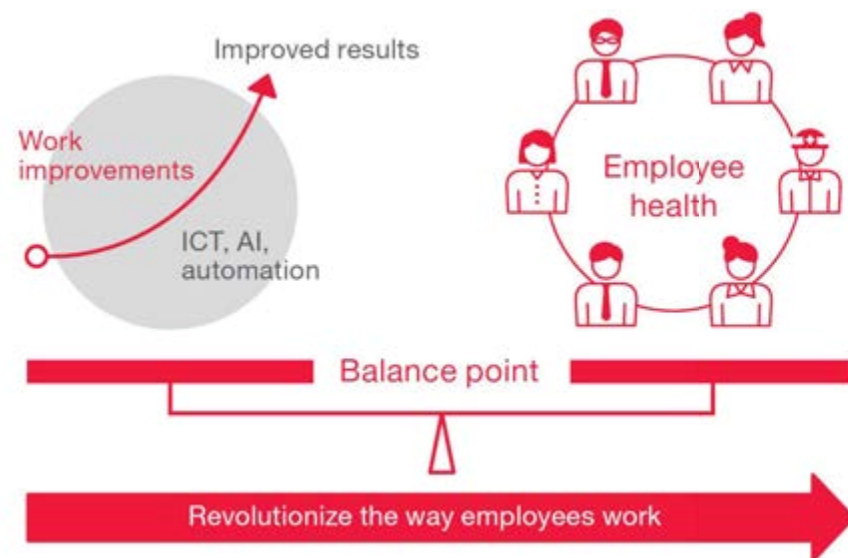 Improved results
Work
improvements
ICT, AI,
automation
Employee
health
Balance point
Revolutionize the way employees work